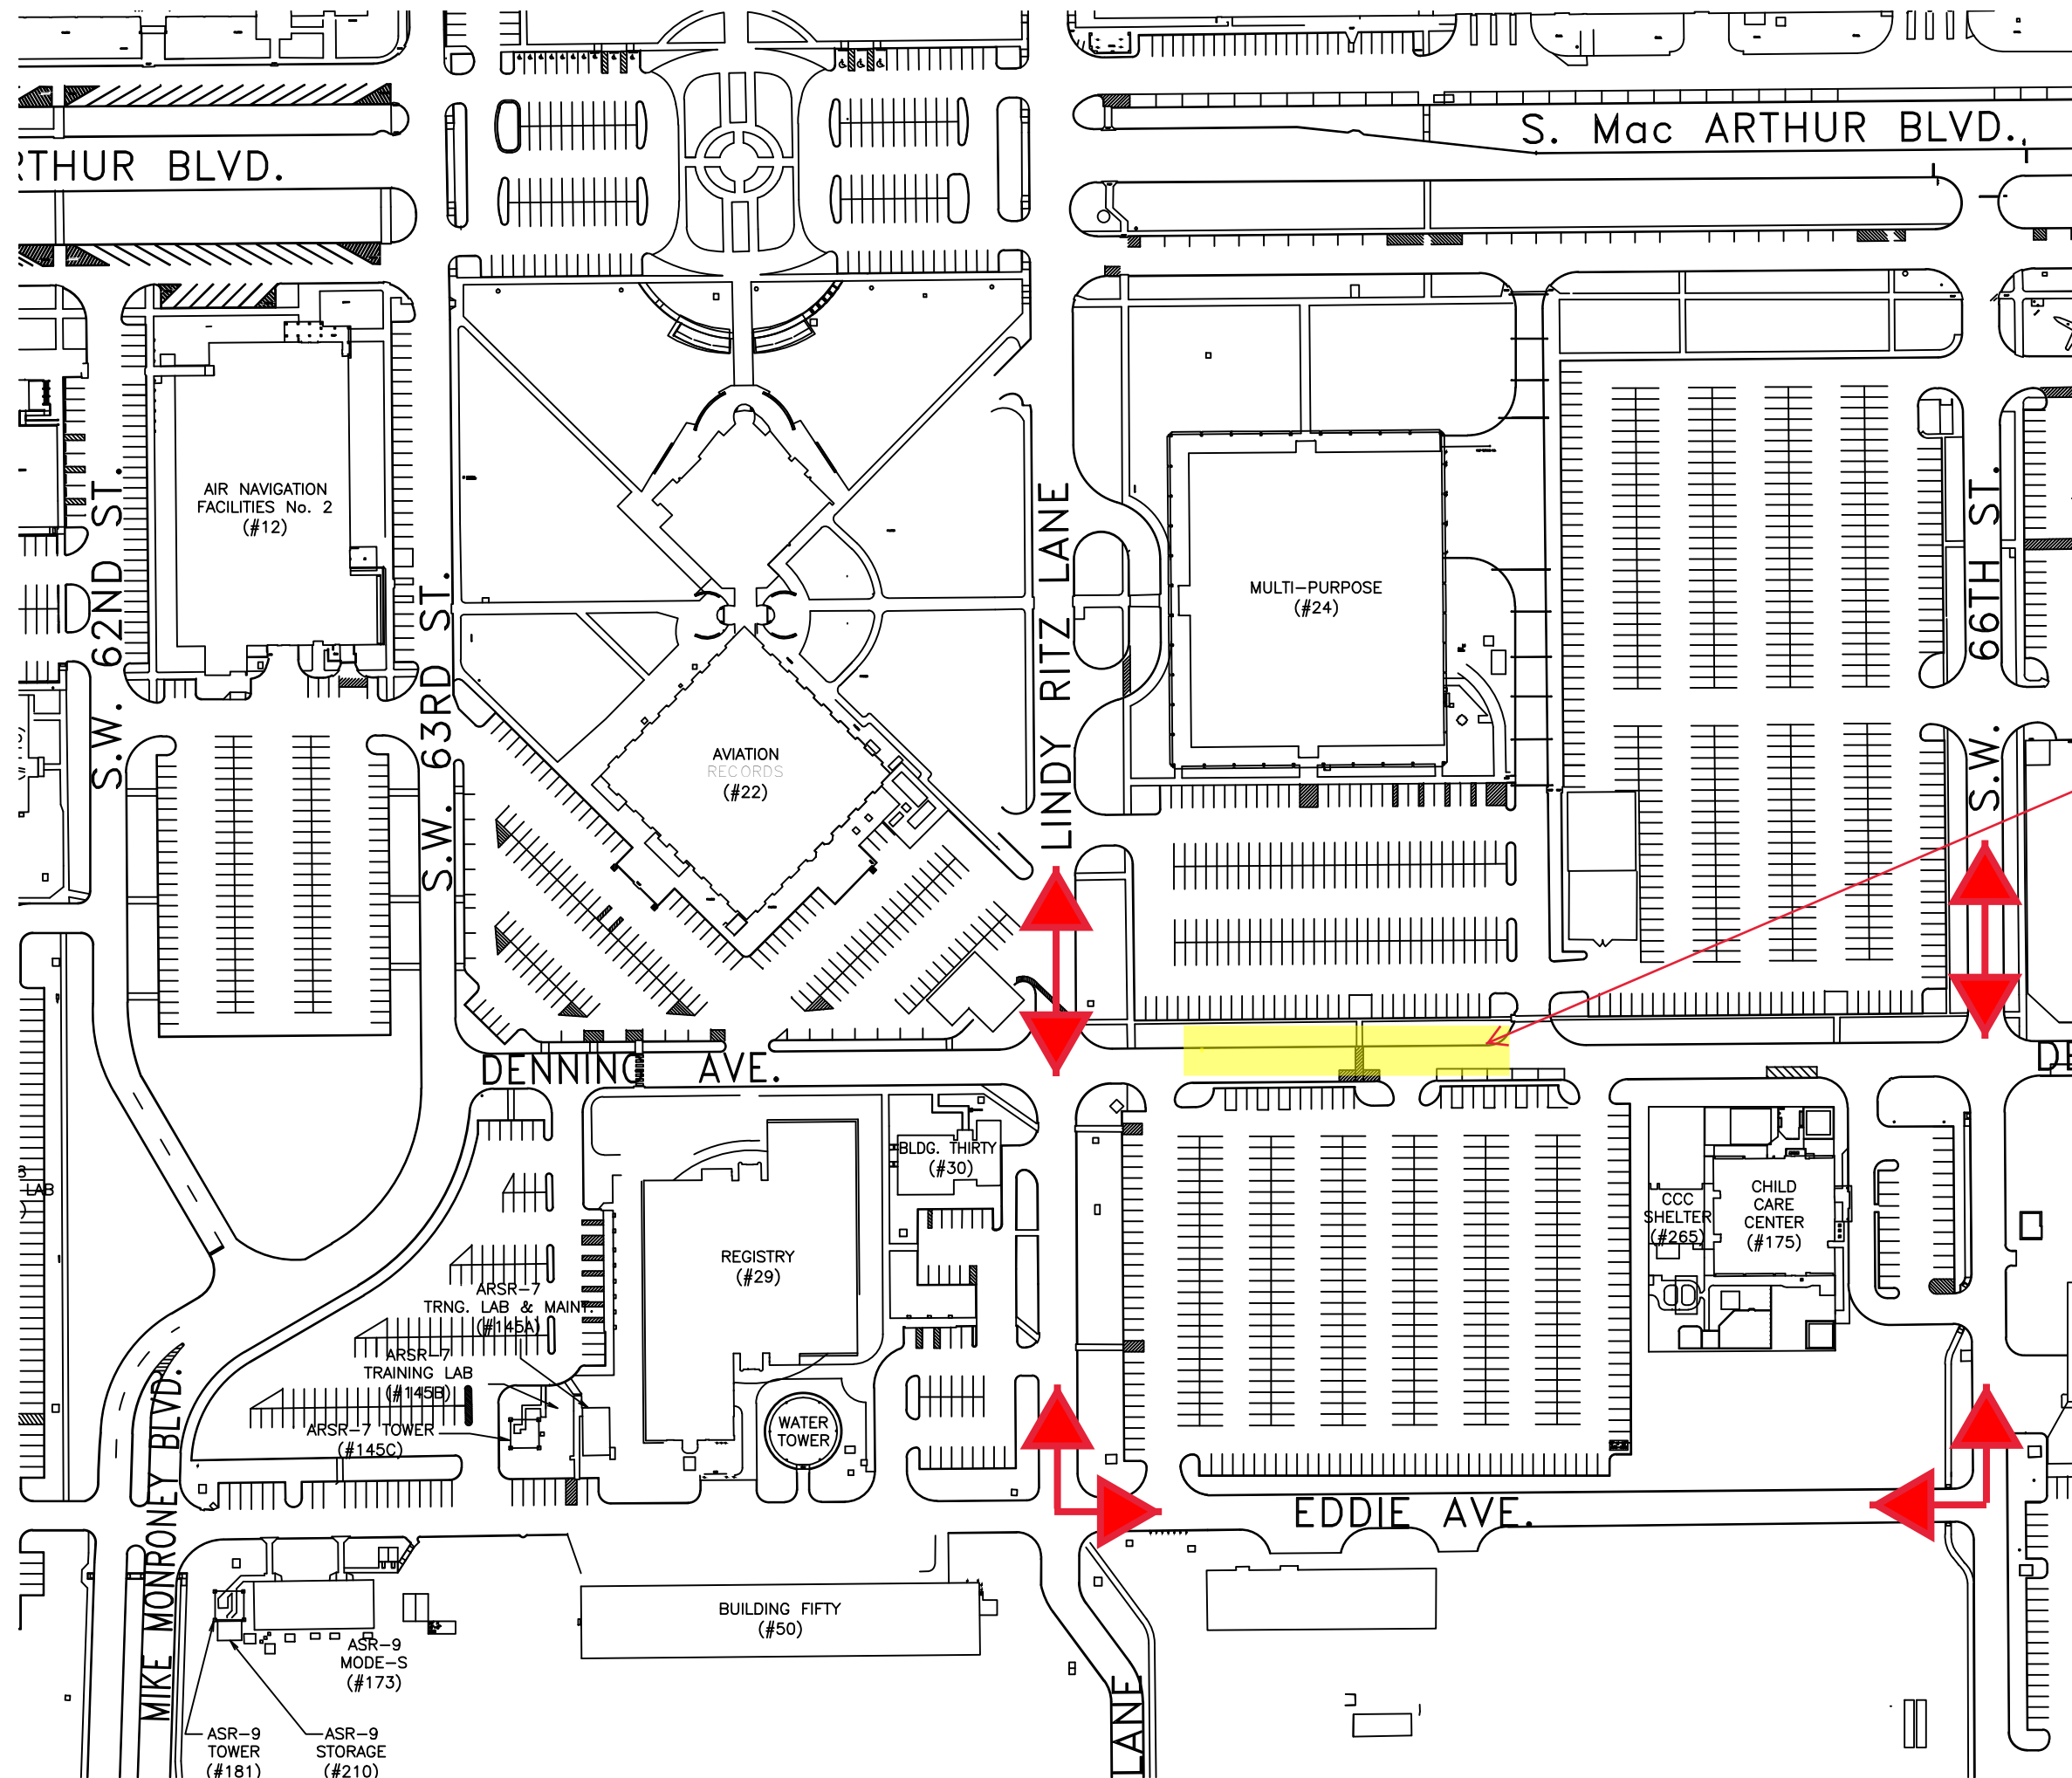 S. Mac ARTHUR BLVD.
RTHUR BLVD.
AIR NAVIGATION
FACILITIES No. 2
(#12)
S.W. 62ND ST.
S.W. 63RD ST.
LINDY RITZ LANE
MULTI-PURPOSE
(#24)
S.W. 66TH ST.
AVIATION
RECORDS
(#22)
DENNING AVE.
DE
BLDG. THIRTY
(#30)
LAB
REGISTRY
(#29)
CCC
SHELTER
(#265)
CHILD
CARE
CENTER
(#175)
ARSR-7
TRNG. LAB & MAINT.
(#145A)
ARSR-7
TRAINING LAB
(#145B)
ARSR-7 TOWER
(#145C)
WATER
TOWER
MIKE MONRONEY BLVD.
EDDIE AVE.
BUILDING FIFTY
(#50)
ASR-9
MODE-S
(#173)
LANE
ASR-9
TOWER
(#181)
ASR-9
STORAGE
(#210)